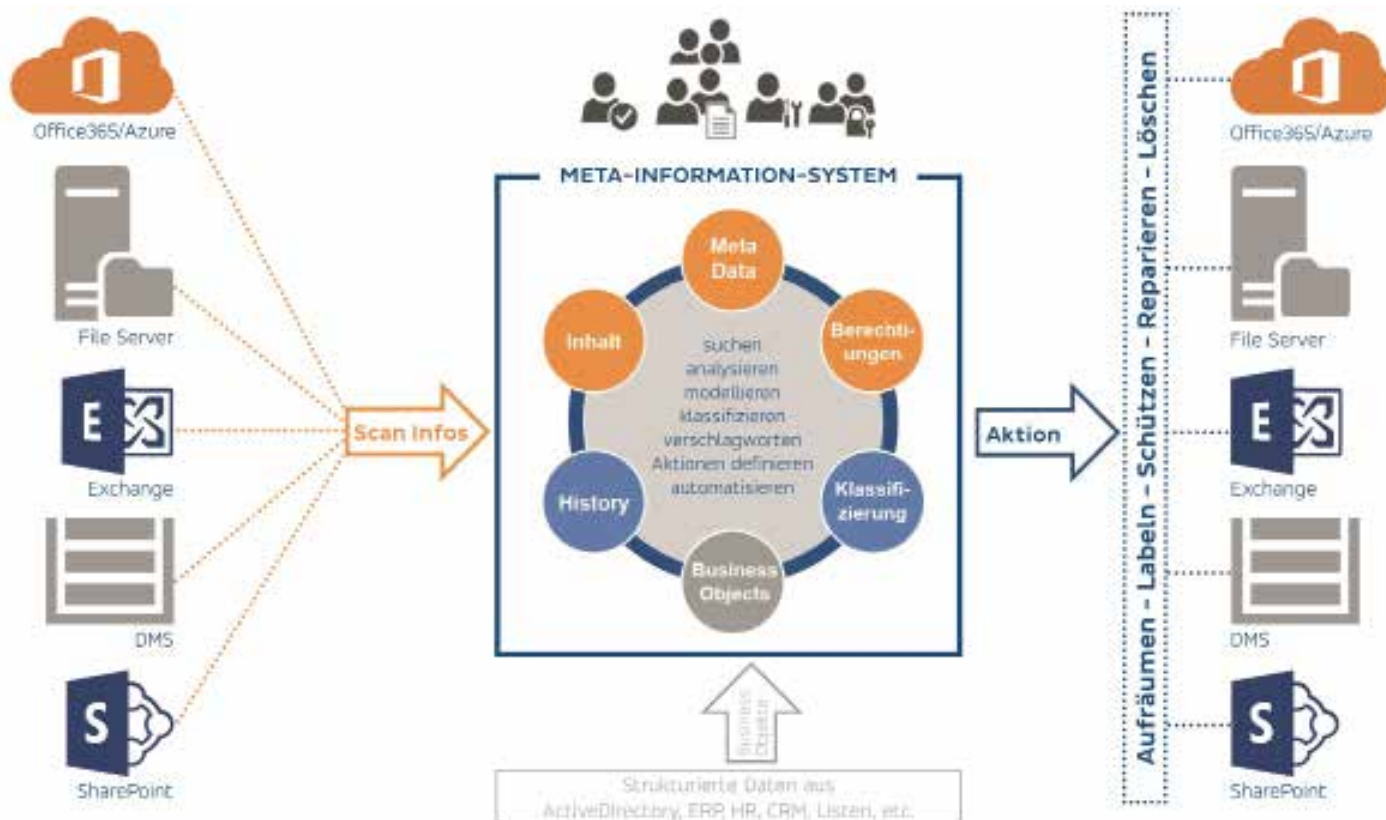 Office365/Azure
File Server
E
Exchange
DMS
S
SharePoint
Scan Infos
META-INFORMATION-SYSTEM
Meta
Data
Inhalt
Berechti-
ungen
suchen
analysieren
modellieren
klassifizieren
verschlagworten
Aktionen definieren
automatisieren
History
Klassifi-
zierung
Business
Objects
Business
Objekte
Strukturierte Daten aus
ActiveDirectory, ERP, HR, CRM, Listen, etc.
Aktion
Aufräumen - Labeln - Schützen - Reparieren - Löschen
Office365/Azure
File Server
E
Exchange
DMS
S
SharePoint